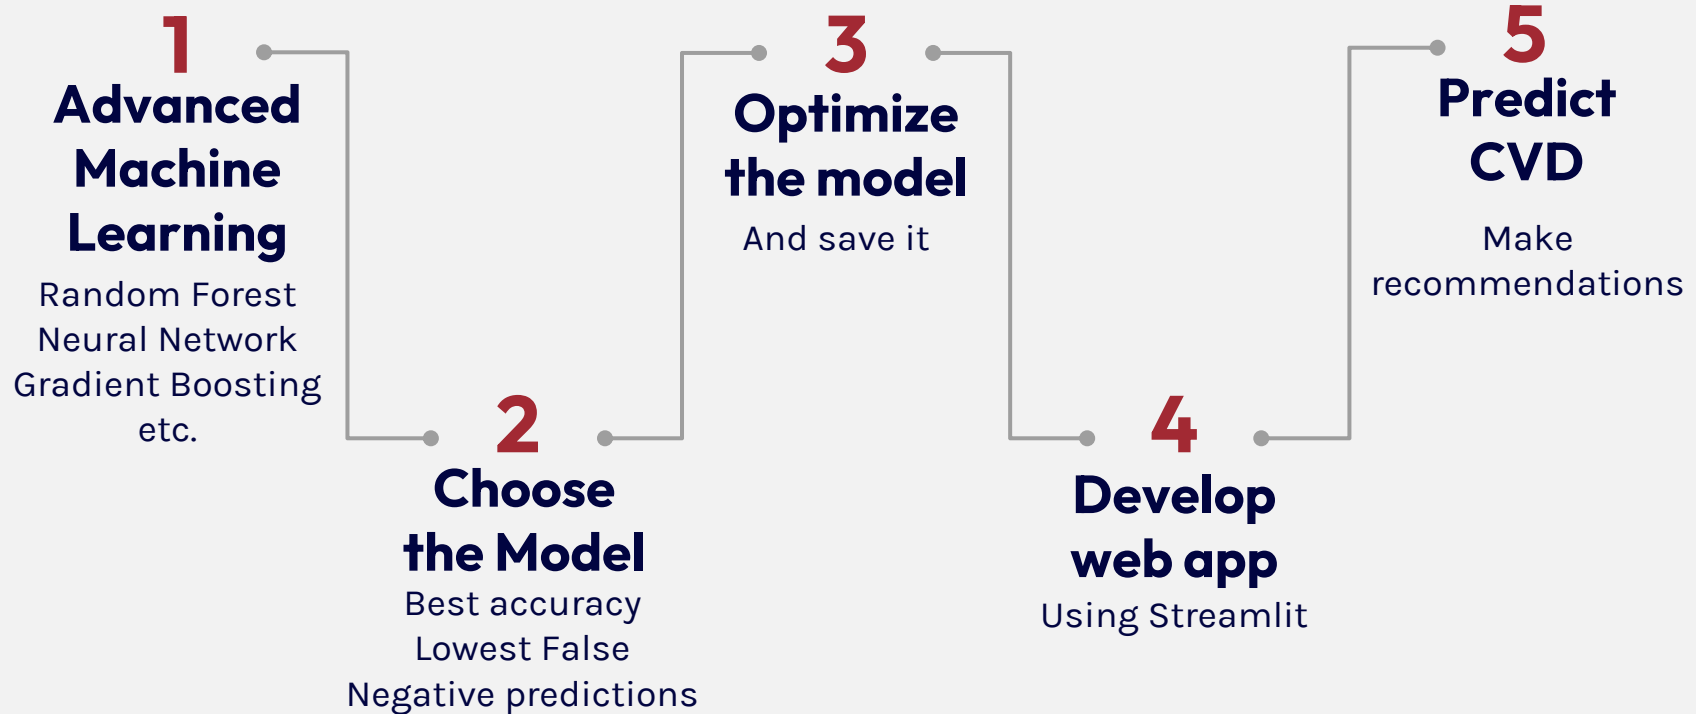 1
Advanced
Machine
Learning
Random Forest
Neural Network
Gradient Boosting
etc.
2
Choose
the Model
Best accuracy
Lowest False
Negative predictions
3
Optimize
the model
And save it
4
Develop
web app
Using Streamlit
5
Predict
CVD
Make
recommendations